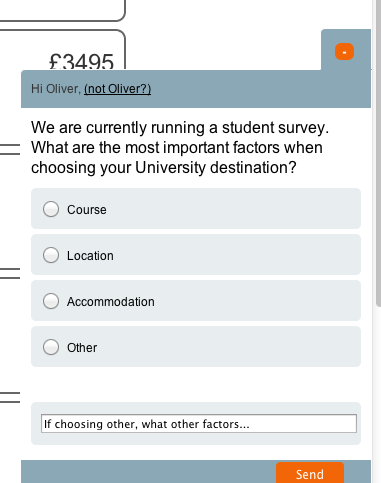 £3495
-
Hi Oliver, (not Oliver?)
We are currently running a student survey.
What are the most important factors when
choosing your University destination?
Course
Location
Accommodation
Other
If choosing other, what other factors...
Send